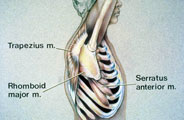 Trapezius m.
Rhomboid
major m.
Serratus
anterior m.